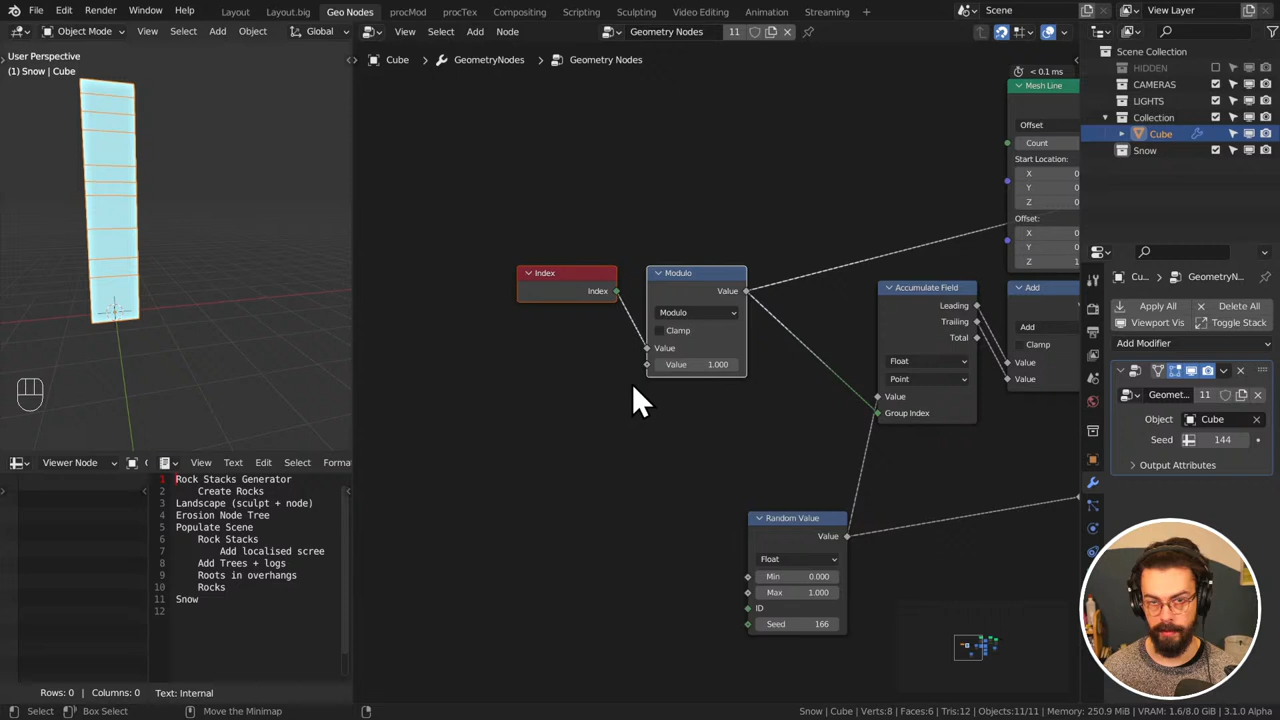 File Edit Render Window Help
Layout Layout.big Geo Nodes procMod procTex Compositing Scripting Sculpting Video Editing Animation Streaming +
Scene
View Layer
Object Mode View Select Add Object Global
View Select Add Node
Geometry Nodes 11
Cube > GeometryNodes > Geometry Nodes
User Perspective
(1) Snow | Cube
Scene Collection
HIDDEN
CAMERAS
LIGHTS
Collection
Cube
Snow
< 0.1 ms
Mesh Line
Offset
Count
Start Location:
X 0
Y 0
Z 0
Offset:
X 0
Y 0
Z 1
Index
Index
Modulo
Value
Modulo
Clamp
Value
Value 1.000
Accumulate Field
Leading
Trailing
Total
Float
Point
Value
Group Index
Add
Add
Clamp
Value
Value
Random Value
Value
Float
Min 0.000
Max 1.000
ID
Seed 166
Cu... > GeometryN...
Apply All Delete All
Viewport Vis Toggle Stack
Add Modifier
Geomet... 11
Object Cube
Seed 144
Output Attributes
Viewer Node
View Text Edit Select Forma
1 Rock Stacks Generator
2 Create Rocks
3 Landscape (sculpt + node)
4 Erosion Node Tree
5 Populate Scene
6 Rock Stacks
7 Add localised scree
8 Add Trees + logs
9 Roots in overhangs
10 Rocks
11 Snow
12
Rows: 0 Columns: 0 Text: Internal
Select Box Select Move the Minimap
Snow | Cube Verts:8 Faces:6 Tris:12 Objects:11/11 Memory: 250.9 MiB VRAM: 1.6/8.0 GiB 3.1.0 Alpha